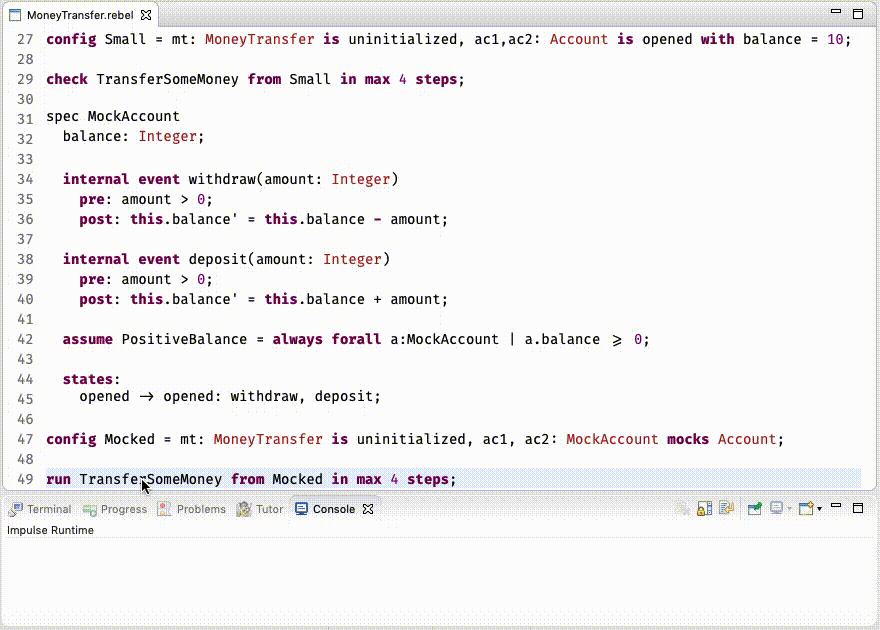 MoneyTransfer.rebel
27 config Small = mt: MoneyTransfer is uninitialized, ac1,ac2: Account is opened with balance = 10;
28
29 check TransferSomeMoney from Small in max 4 steps;
30
31 spec MockAccount
32 balance: Integer;
33
34 internal event withdraw(amount: Integer)
35 pre: amount > 0;
36 post: this.balance' = this.balance - amount;
37
38 internal event deposit(amount: Integer)
39 pre: amount > 0;
40 post: this.balance' = this.balance + amount;
41
42 assume PositiveBalance = always forall a:MockAccount | a.balance ⩾ 0;
43
44 states:
45 opened → opened: withdraw, deposit;
46
47 config Mocked = mt: MoneyTransfer is uninitialized, ac1, ac2: MockAccount mocks Account;
48
49 run TransferSomeMoney from Mocked in max 4 steps;
Terminal Progress Problems Tutor Console
Impulse Runtime